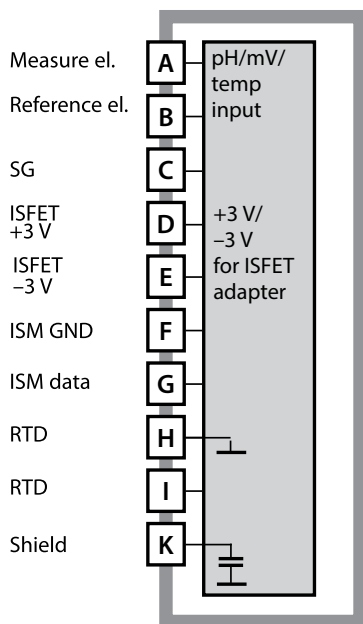 Measure el.
A
pH/mV/
temp
input
Reference el.
B
SG
C
ISFET
+3 V
D
+3 V/
–3 V
for ISFET
adapter
ISFET
–3 V
E
ISM GND
F
ISM data
G
RTD
H
RTD
I
Shield
K